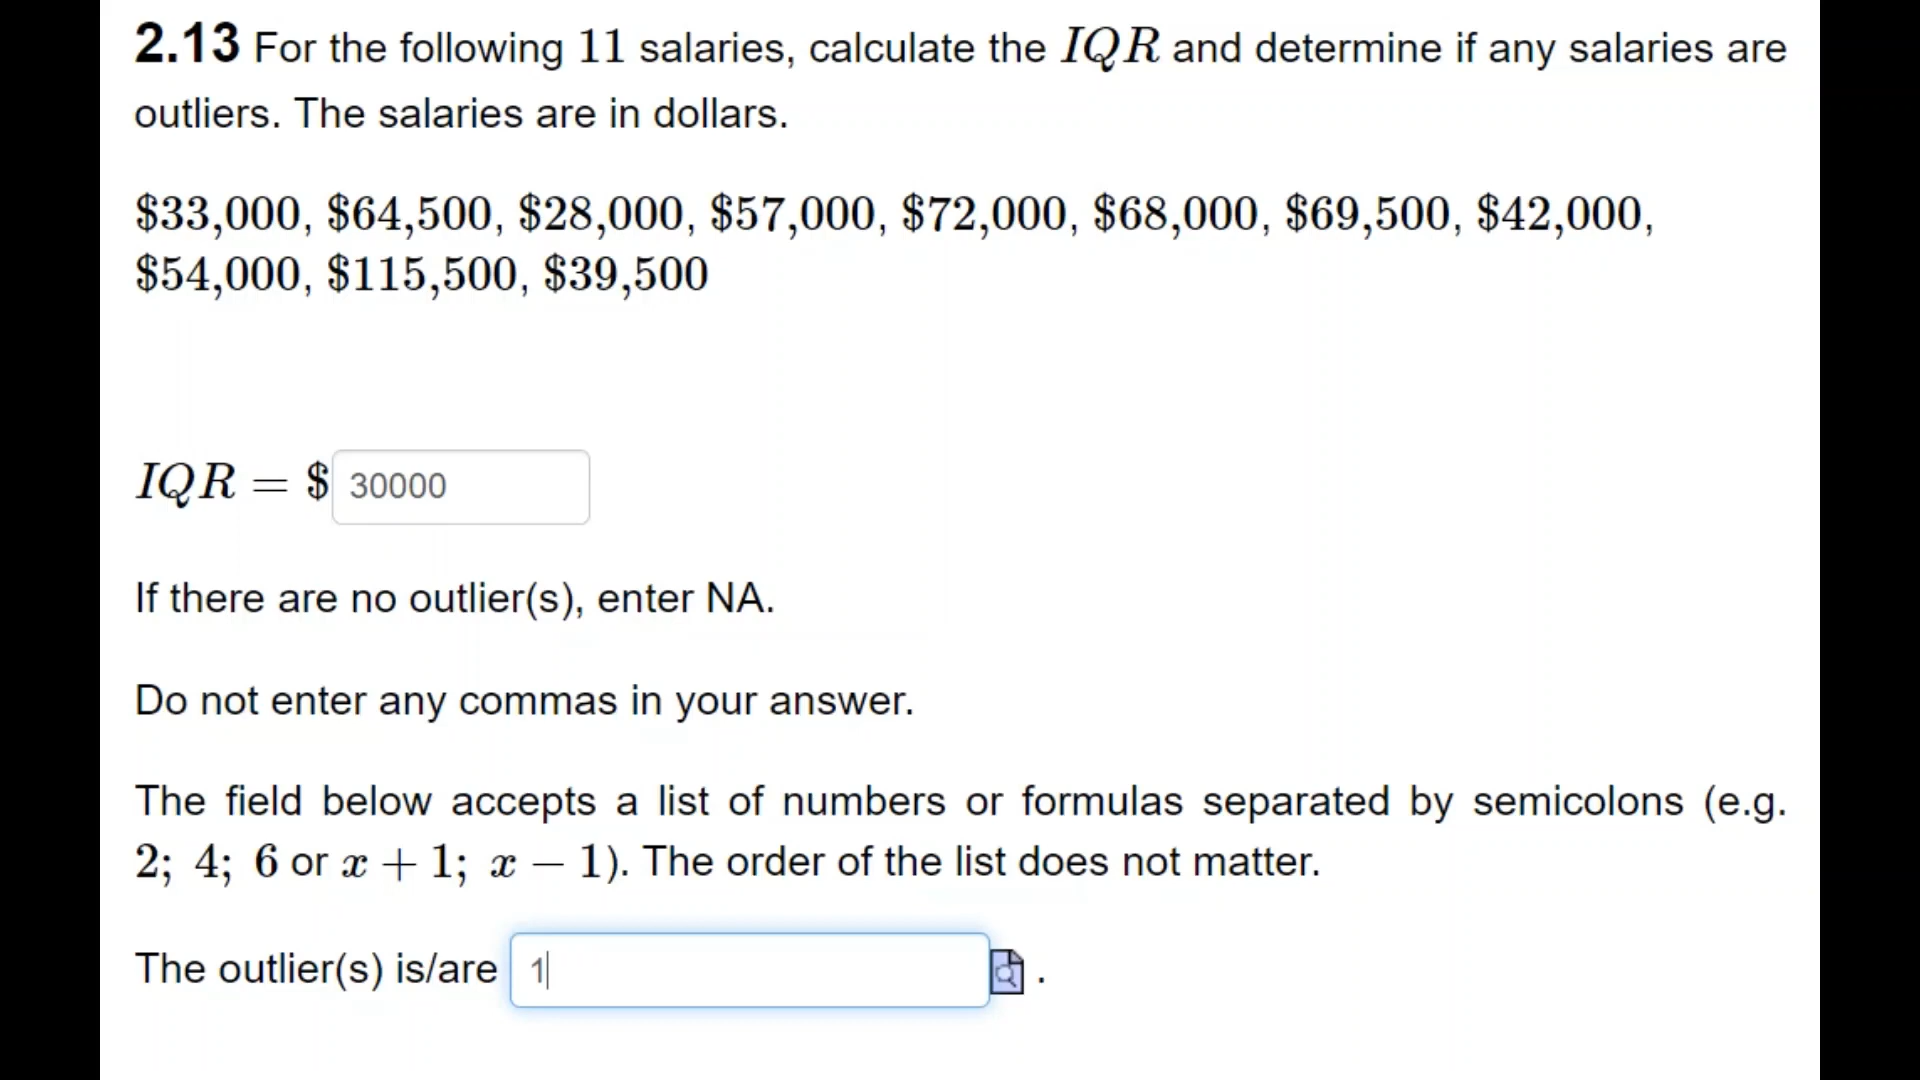 2.13 For the following 11 salaries, calculate the IQR and determine if any salaries are
outliers. The salaries are in dollars.
$33,000, $64,500, $28,000, $57,000, $72,000, $68,000, $69,500, $42,000,
$54,000, $115,500, $39,500
IQR = $ 30000
If there are no outlier(s), enter NA.
Do not enter any commas in your answer.
The field below accepts a list of numbers or formulas separated by semicolons (e.g.
2; 4; 6 or x + 1; x − 1). The order of the list does not matter.
The outlier(s) is/are 1 .